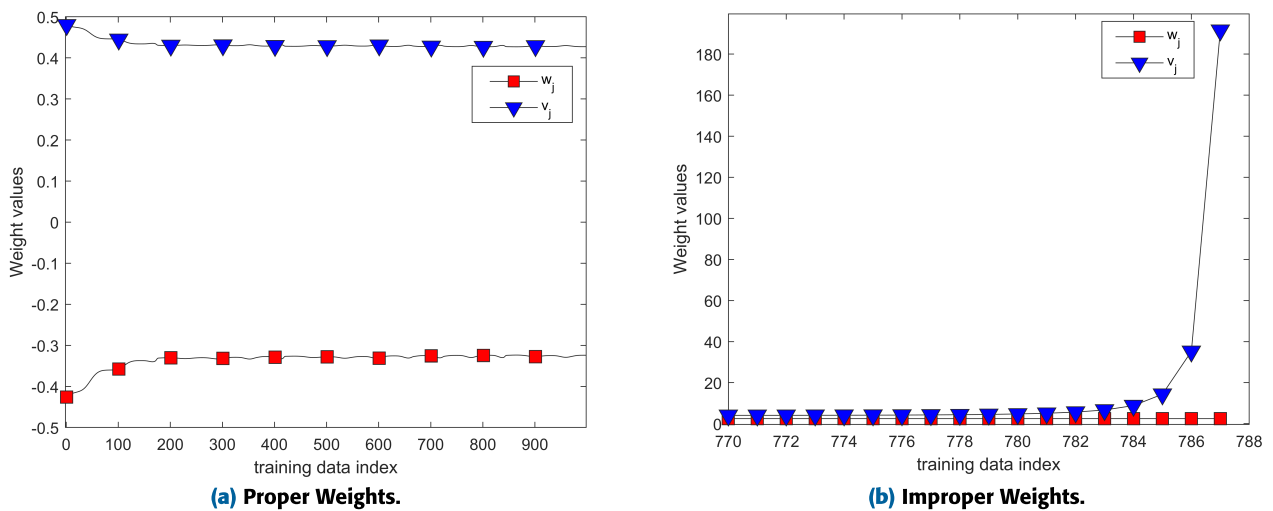 0.5
0.4
0.3
0.2
0.1
0
-0.1
-0.2
-0.3
-0.4
-0.5
Weight values
w_j
v_j
0 100 200 300 400 500 600 700 800 900
training data index
(a) Proper Weights.
180
160
140
120
100
80
60
40
20
0
Weight values
w_j
v_j
770 772 774 776 778 780 782 784 786 788
training data index
(b) Improper Weights.